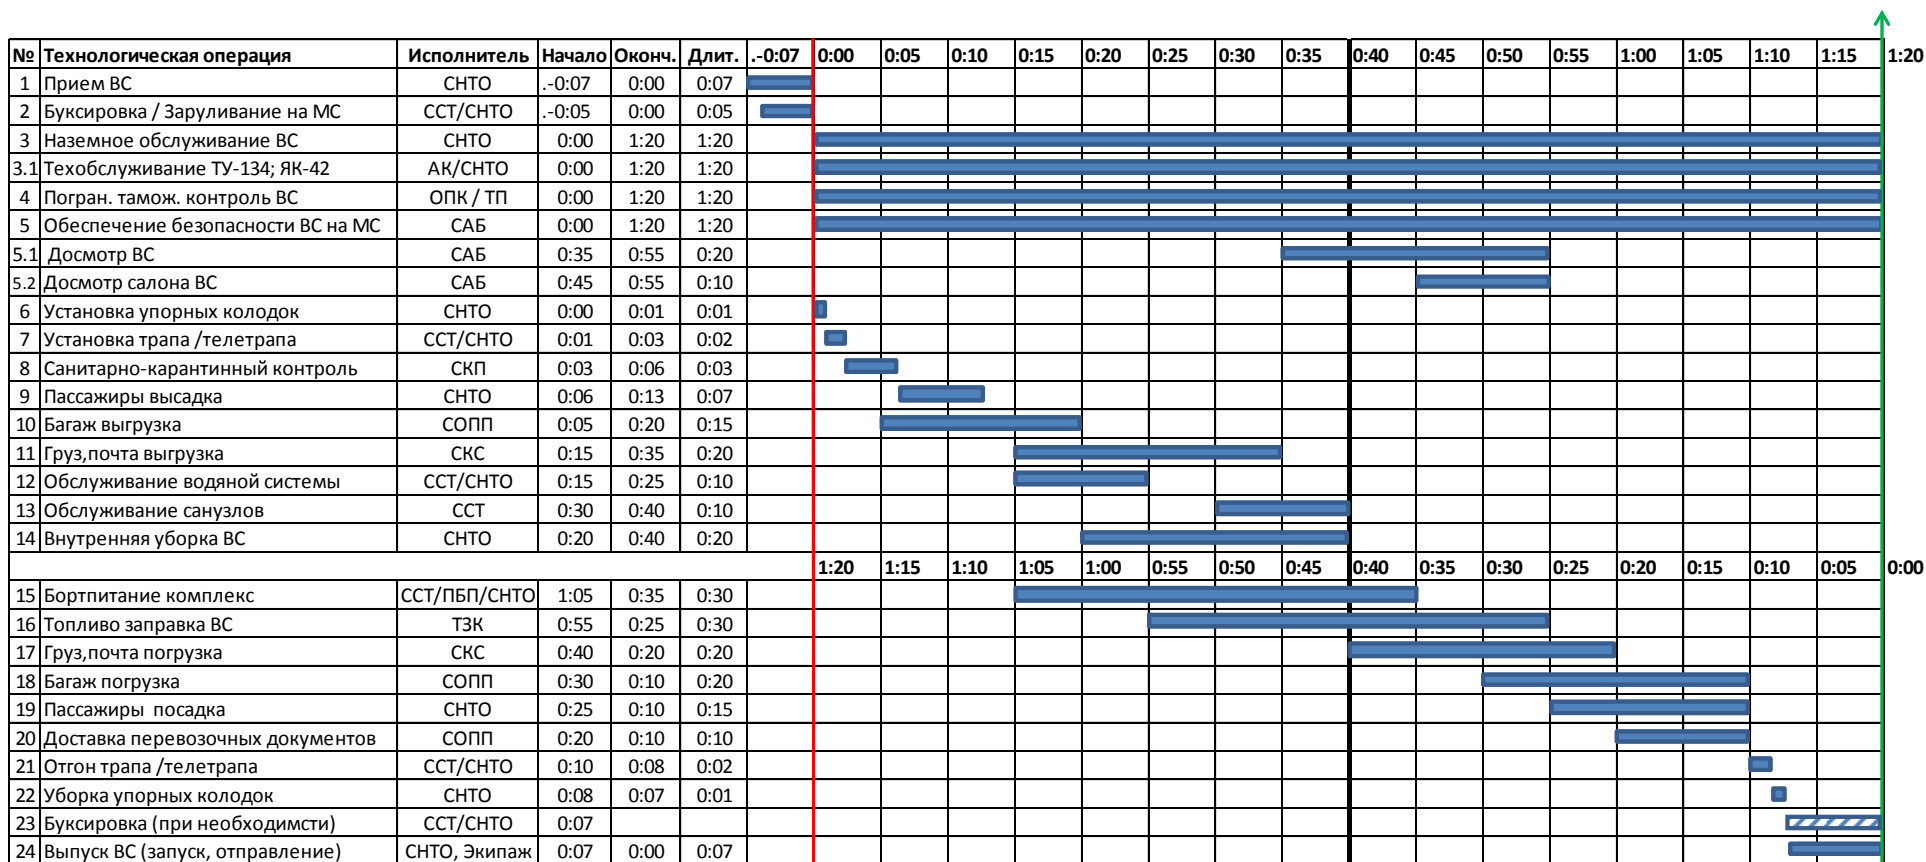 № Технологическая операция Исполнитель Начало Оконч. Длит. .-0:07 0:00 0:05 0:10 0:15 0:20 0:25 0:30 0:35 0:40 0:45 0:50 0:55 1:00 1:05 1:10 1:15 1:20
1 Прием ВС СНТО .-0:07 0:00 0:07
2 Буксировка / Заруливание на МС ССТ/СНТО .-0:05 0:00 0:05
3 Наземное обслуживание ВС СНТО 0:00 1:20 1:20
3.1 Техобслуживание ТУ-134; ЯК-42 АК/СНТО 0:00 1:20 1:20
4 Погран. тамож. контроль ВС ОПК / ТП 0:00 1:20 1:20
5 Обеспечение безопасности ВС на МС САБ 0:00 1:20 1:20
5.1 Досмотр ВС САБ 0:35 0:55 0:20
5.2 Досмотр салона ВС САБ 0:45 0:55 0:10
6 Установка упорных колодок СНТО 0:00 0:01 0:01
7 Установка трапа /телетрапа ССТ/СНТО 0:01 0:03 0:02
8 Санитарно-карантинный контроль СКП 0:03 0:06 0:03
9 Пассажиры высадка СНТО 0:06 0:13 0:07
10 Багаж выгрузка СОПП 0:05 0:20 0:15
11 Груз,почта выгрузка СКС 0:15 0:35 0:20
12 Обслуживание водяной системы ССТ/СНТО 0:15 0:25 0:10
13 Обслуживание санузлов ССТ 0:30 0:40 0:10
14 Внутренняя уборка ВС СНТО 0:20 0:40 0:20
1:20 1:15 1:10 1:05 1:00 0:55 0:50 0:45 0:40 0:35 0:30 0:25 0:20 0:15 0:10 0:05 0:00
15 Бортпитание комплекс ССТ/ПБП/СНТО 1:05 0:35 0:30
16 Топливо заправка ВС ТЗК 0:55 0:25 0:30
17 Груз,почта погрузка СКС 0:40 0:20 0:20
18 Багаж погрузка СОПП 0:30 0:10 0:20
19 Пассажиры посадка СНТО 0:25 0:10 0:15
20 Доставка перевозочных документов СОПП 0:20 0:10 0:10
21 Отгон трапа /телетрапа ССТ/СНТО 0:10 0:08 0:02
22 Уборка упорных колодок СНТО 0:08 0:07 0:01
23 Буксировка (при необходимсти) ССТ/СНТО 0:07
24 Выпуск ВС (запуск, отправление) СНТО, Экипаж 0:07 0:00 0:07